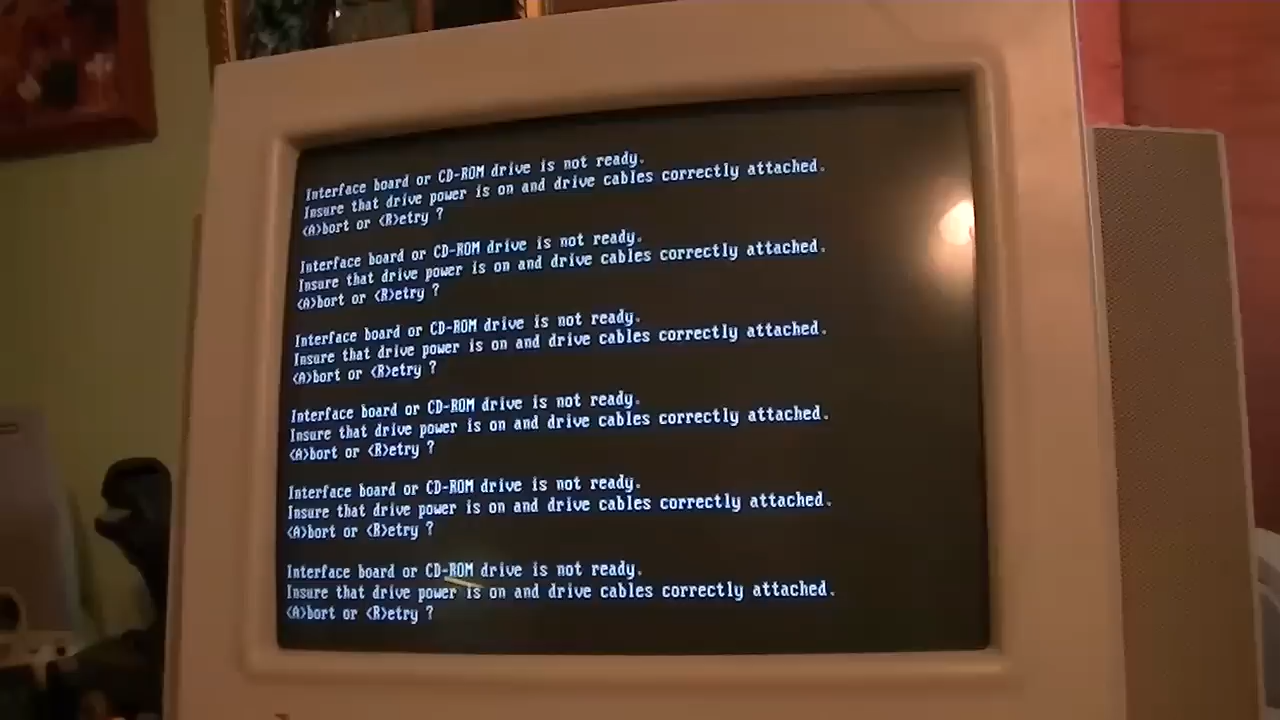 Interface board or CD-ROM drive is not ready.
Insure that drive power is on and drive cables correctly attached.
<A>bort or <R>etry ?
Interface board or CD-ROM drive is not ready.
Insure that drive power is on and drive cables correctly attached.
<A>bort or <R>etry ?
Interface board or CD-ROM drive is not ready.
Insure that drive power is on and drive cables correctly attached.
<A>bort or <R>etry ?
Interface board or CD-ROM drive is not ready.
Insure that drive power is on and drive cables correctly attached.
<A>bort or <R>etry ?
Interface board or CD-ROM drive is not ready.
Insure that drive power is on and drive cables correctly attached.
<A>bort or <R>etry ?
Interface board or CD-ROM drive is not ready.
Insure that drive power is on and drive cables correctly attached.
<A>bort or <R>etry ?